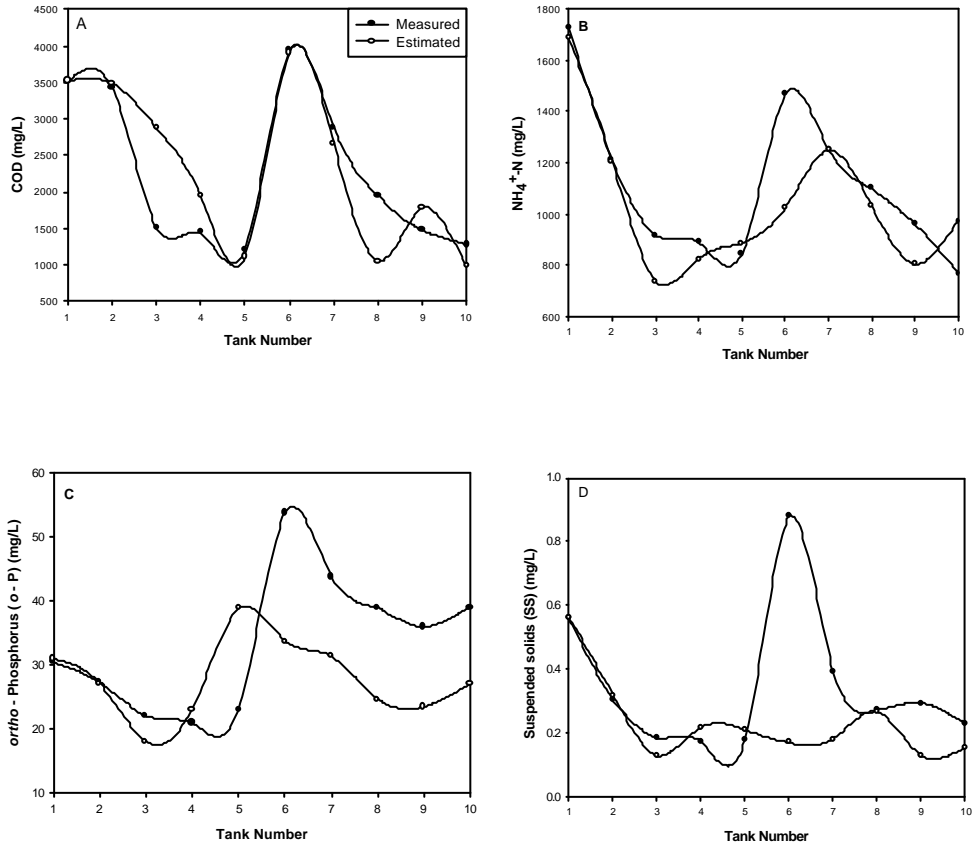 A
Measured
Estimated
COD (mg/L)
4500
4000
3500
3000
2500
2000
1500
1000
500
1 2 3 4 5 6 7 8 9 10
Tank Number
B
NH4+-N (mg/L)
1800
1600
1400
1200
1000
800
600
1 2 3 4 5 6 7 8 9 10
Tank Number
C
ortho - Phosphorus ( o - P) (mg/L)
60
50
40
30
20
10
1 2 3 4 5 6 7 8 9 10
Tank Number
D
Suspended solids (SS) (mg/L)
1.0
0.8
0.6
0.4
0.2
0.0
1 2 3 4 5 6 7 8 9 10
Tank Number